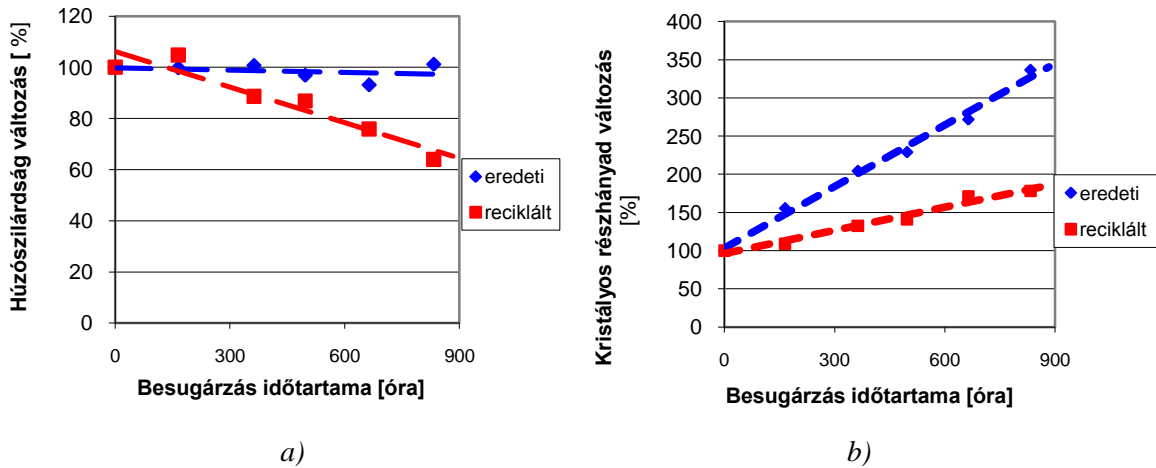 Húzószilárdság változás [ %]
120
100
80
60
40
20
0
0 300 600 900
Besugárzás időtartama [óra]
eredeti
reciklált
a)
Kristályos részhányad változás
[%]
400
350
300
250
200
150
100
50
0
0 300 600 900
Besugárzás időtartama [óra]
eredeti
reciklált
b)